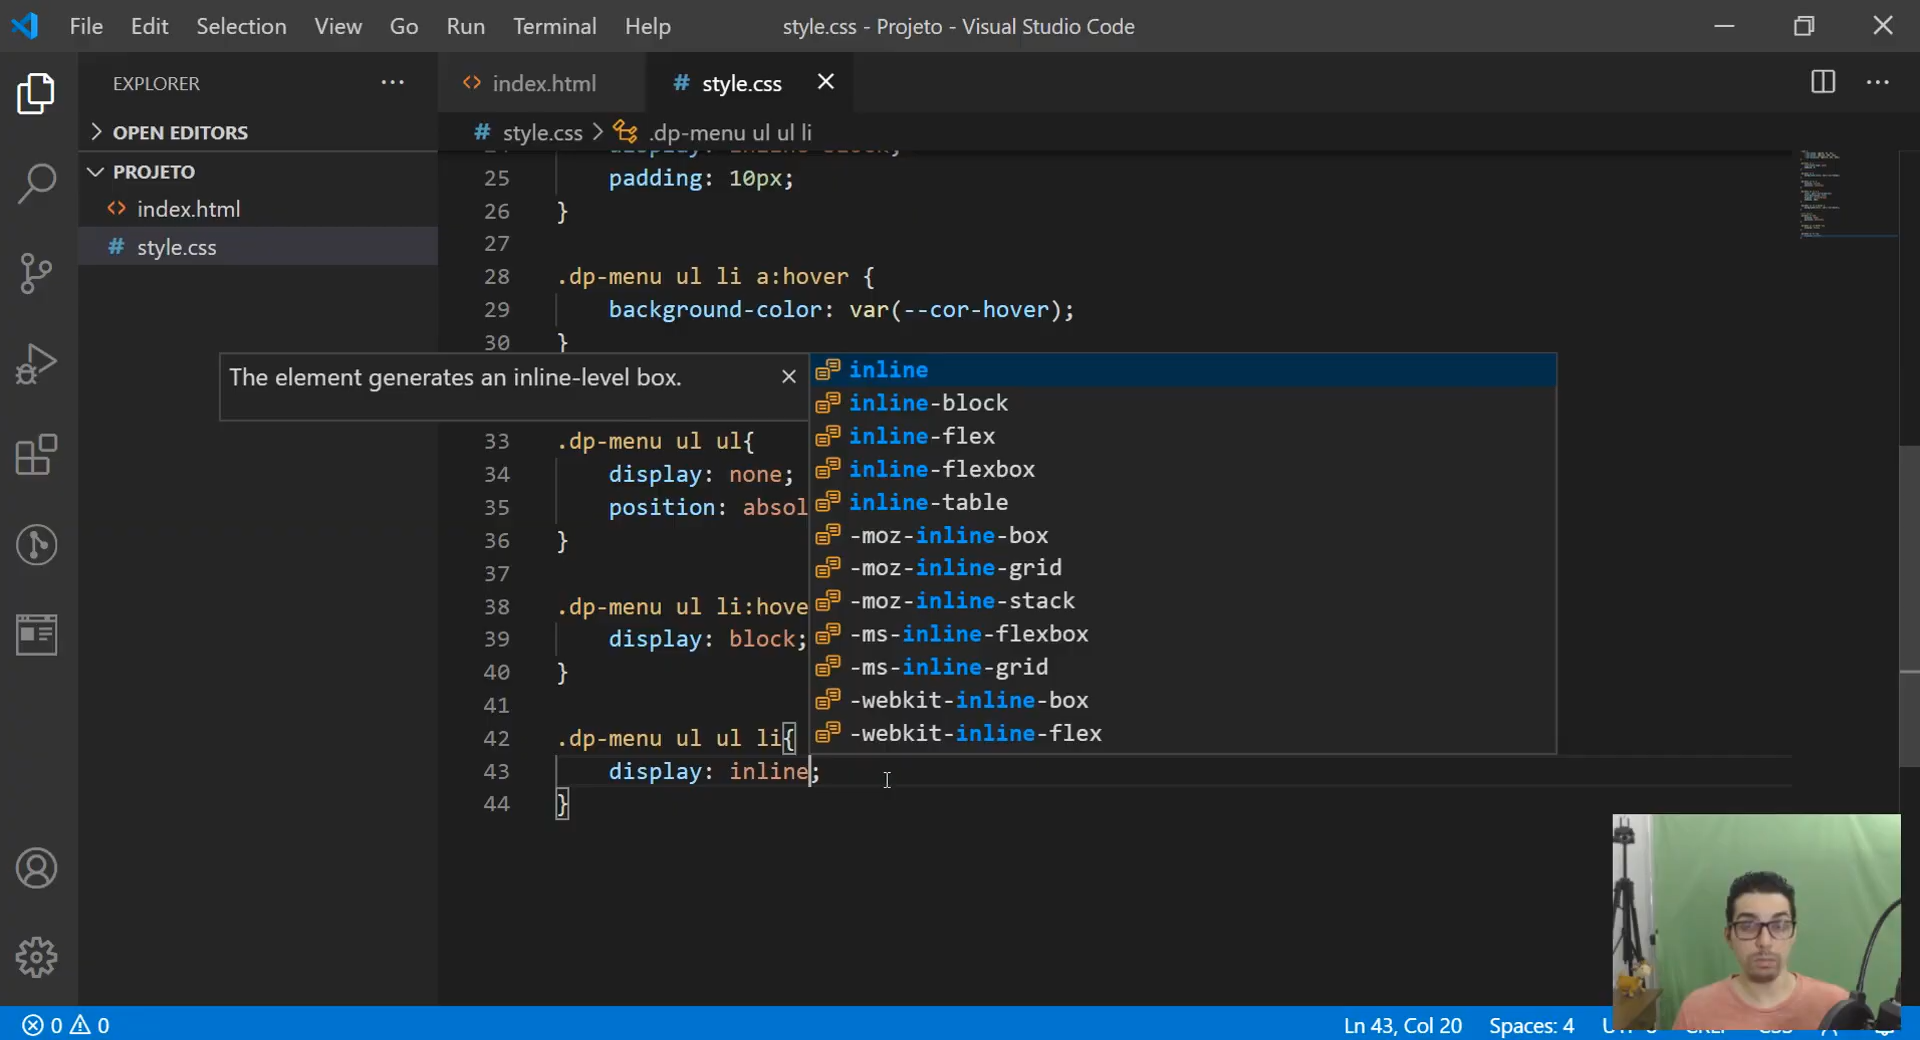 File Edit Selection View Go Run Terminal Help style.css - Projeto - Visual Studio Code
EXPLORER
index.html
style.css
OPEN EDITORS
style.css > .dp-menu ul ul li
PROJETO
index.html
style.css
25 padding: 10px;
26 }
27
28 .dp-menu ul li a:hover {
29 background-color: var(--cor-hover);
30 }
The element generates an inline-level box.
inline
inline-block
inline-flex
inline-flexbox
inline-table
-moz-inline-box
-moz-inline-grid
-moz-inline-stack
-ms-inline-flexbox
-ms-inline-grid
-webkit-inline-box
-webkit-inline-flex
33 .dp-menu ul ul{
34 display: none;
35 position: absol
36 }
37
38 .dp-menu ul li:hove
39 display: block;
40 }
41
42 .dp-menu ul ul li{
43 display: inline;
44 }
0 0
Ln 43, Col 20 Spaces: 4